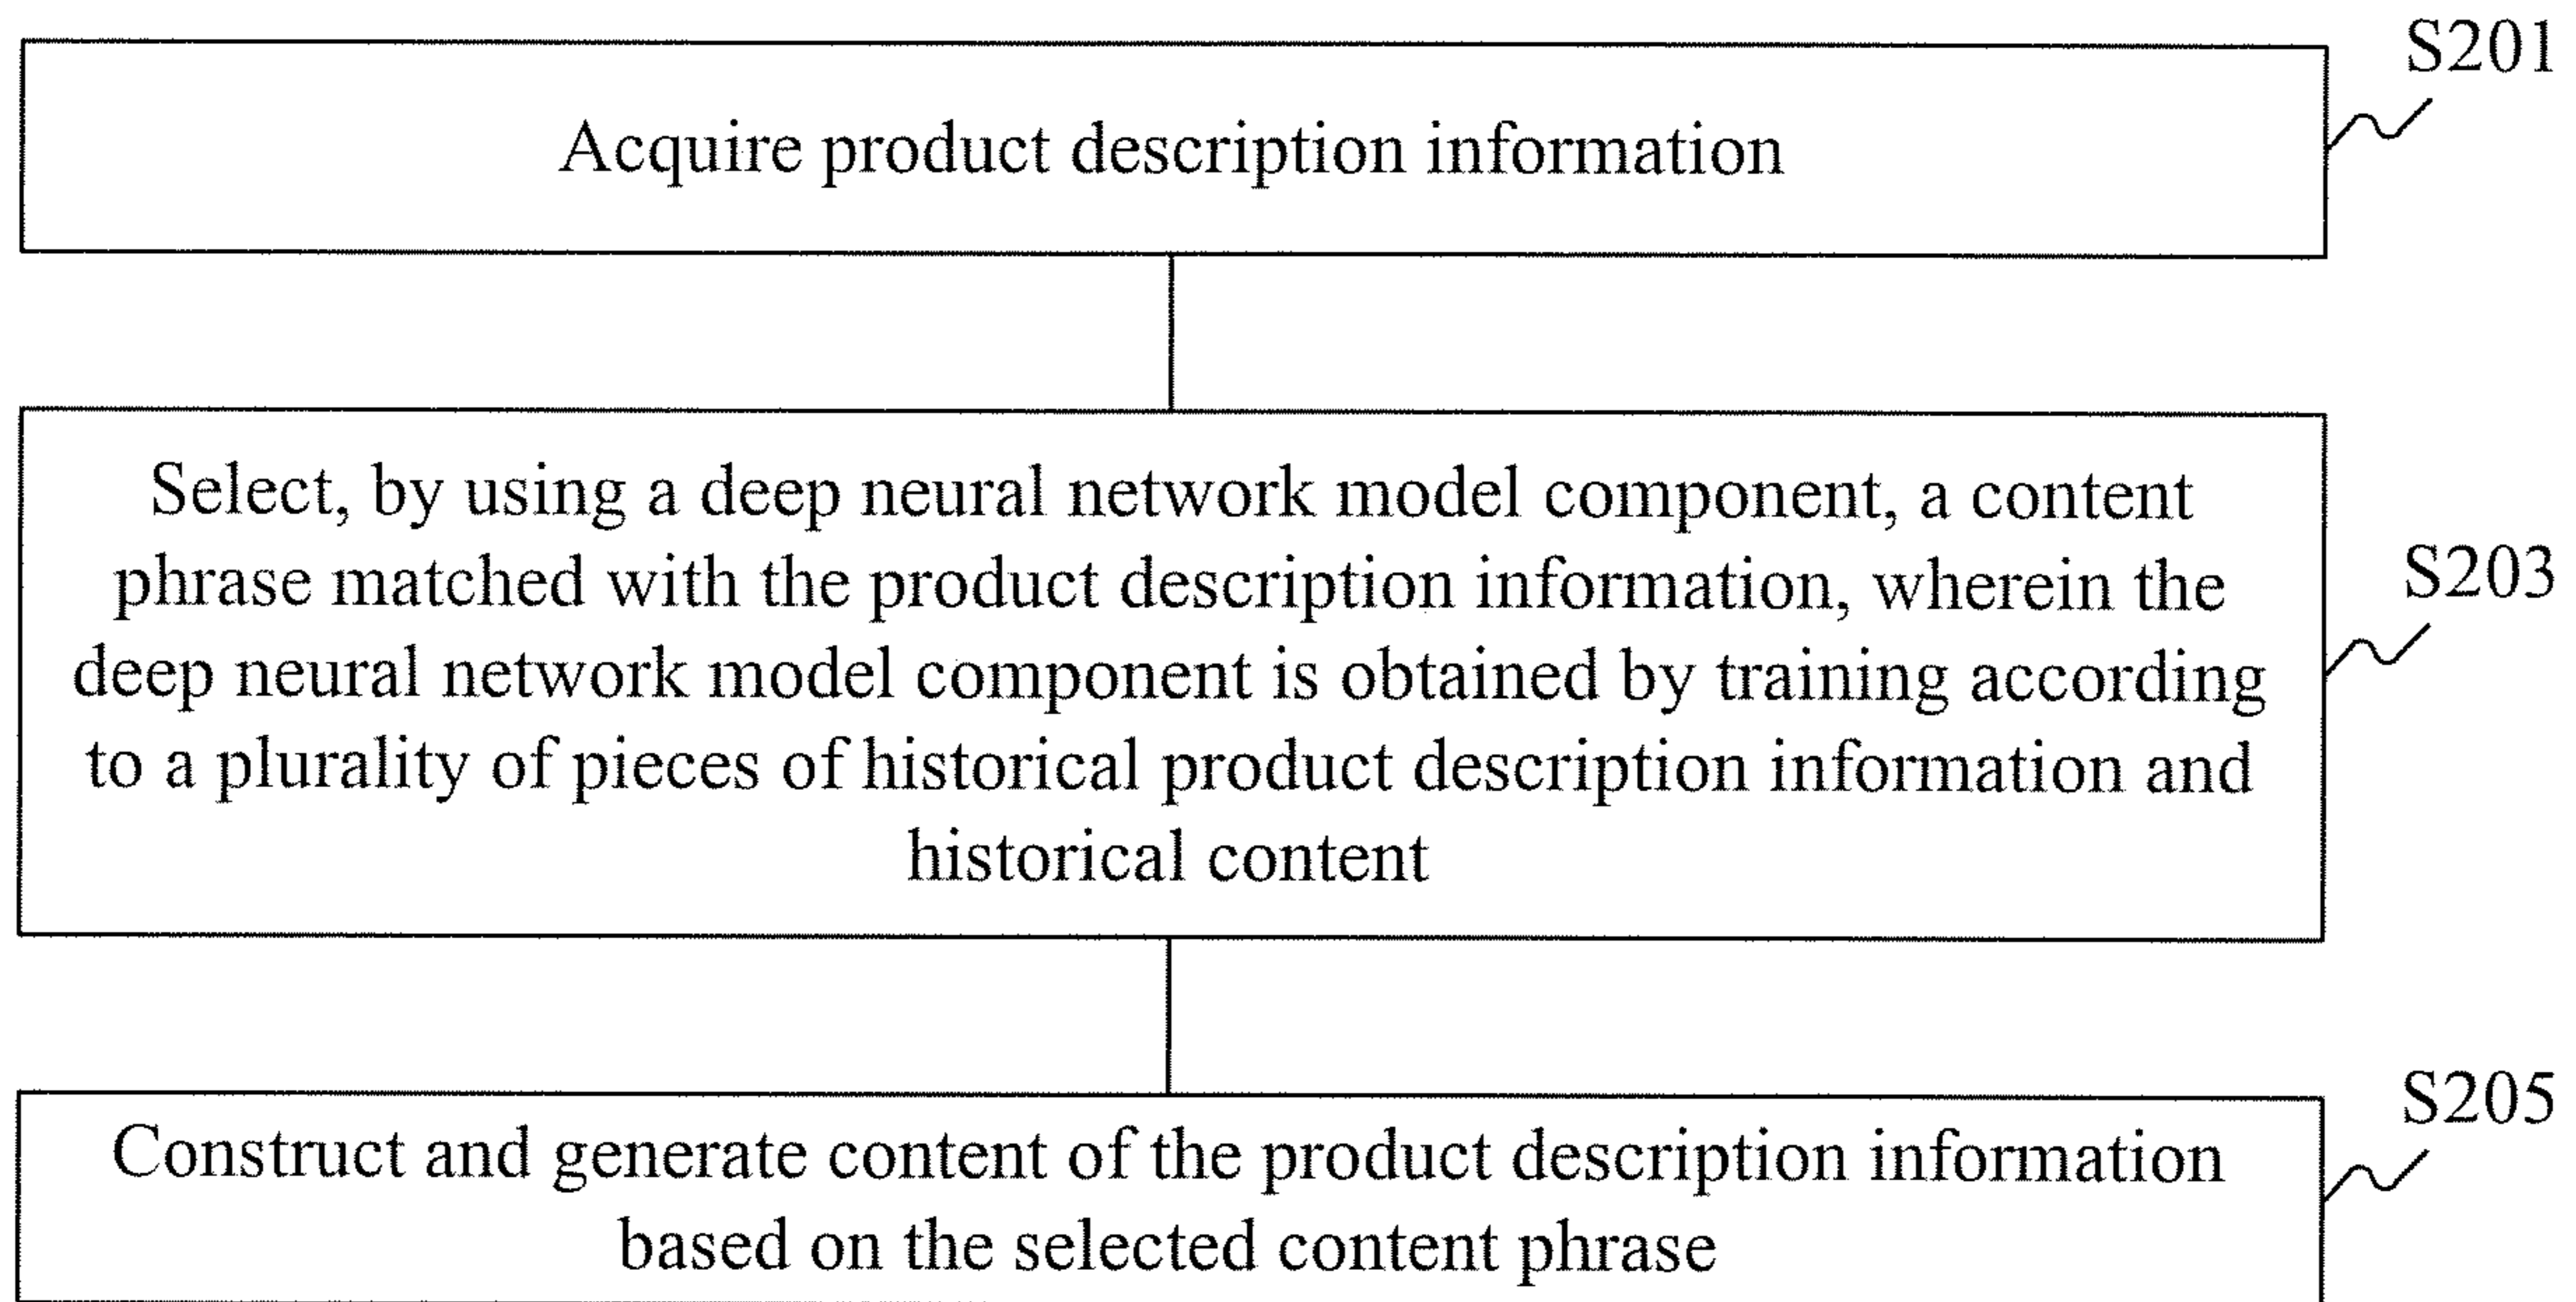 S201
Acquire product description information
Select, by using a deep neural network model component, a content
phrase matched with the product description information, wherein the
deep neural network model component is obtained by training according
to a plurality of pieces of historical product description information and
historical content
S203
Construct and generate content of the product description information
based on the selected content phrase
S205